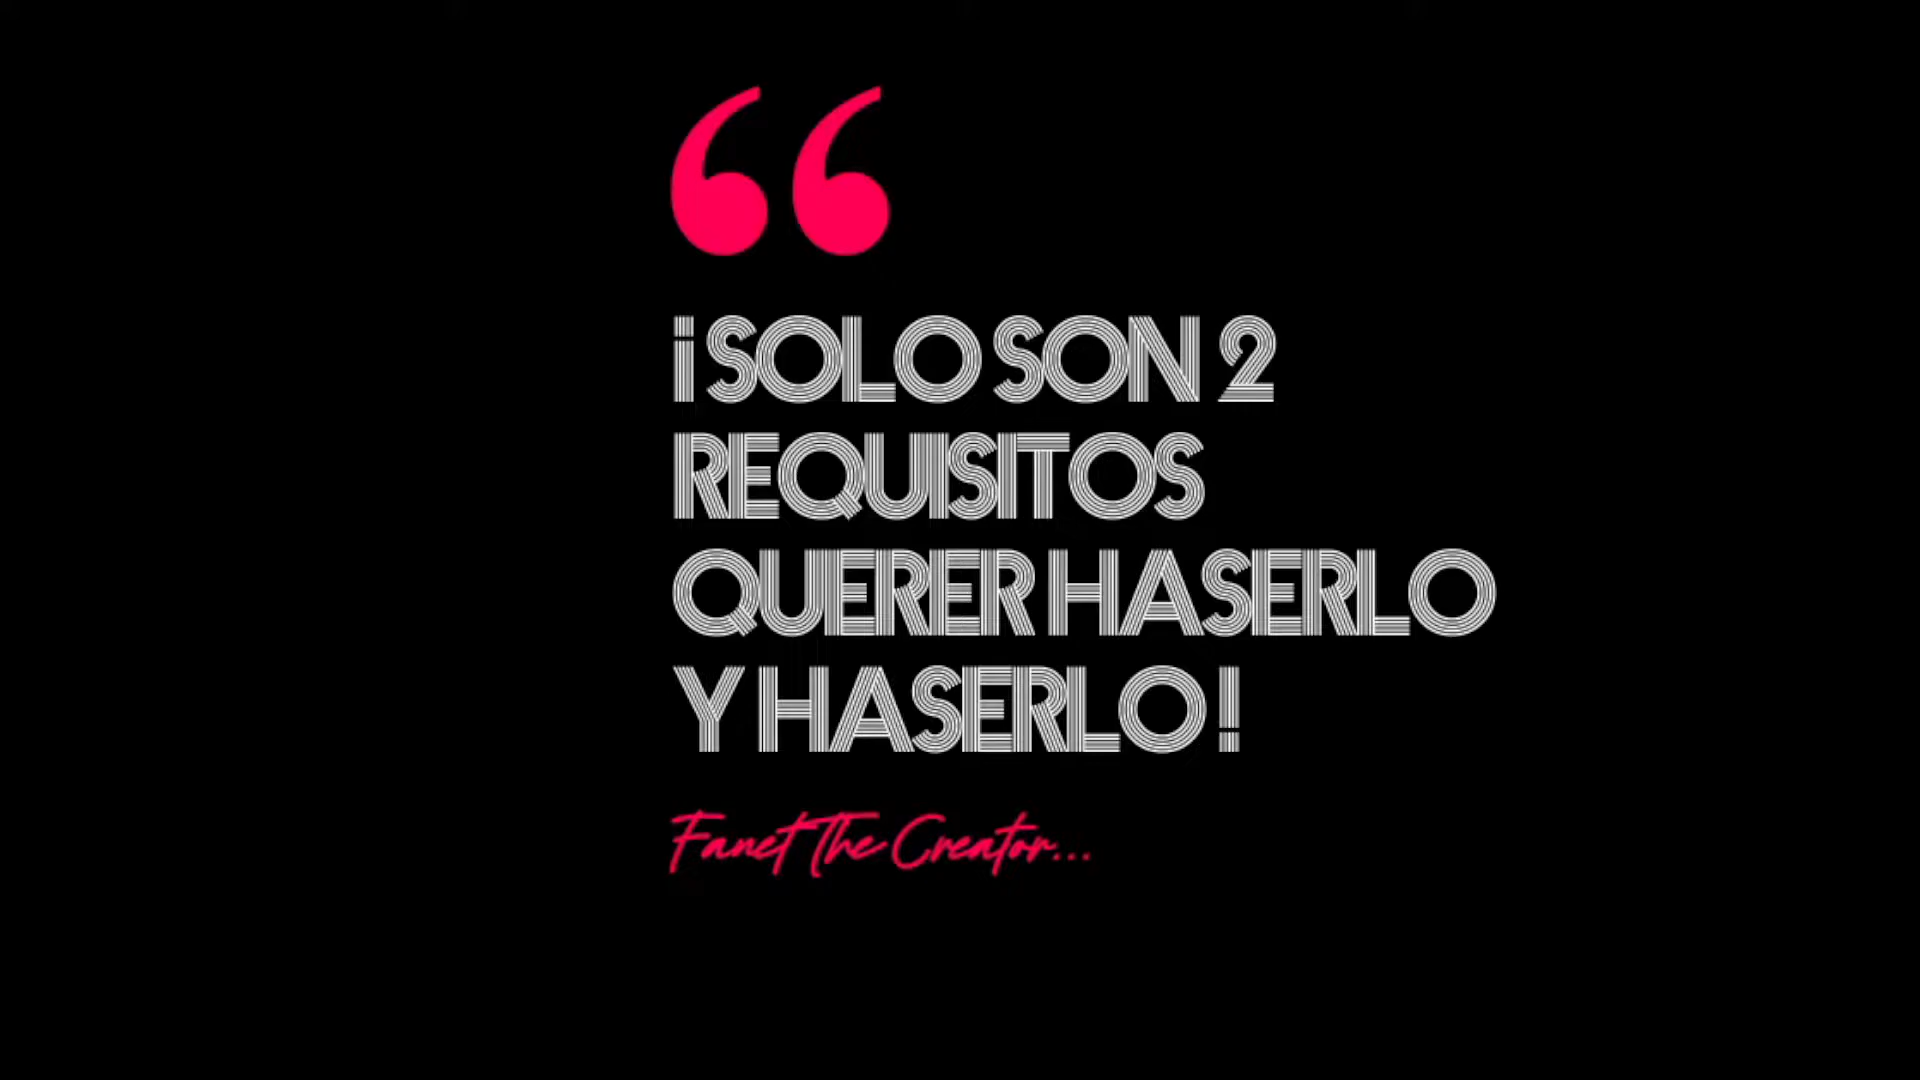 “
¡SOLO SON 2
REQUISITOS
QUERER HASERLO
Y HASERLO!
Fanet The Creator...